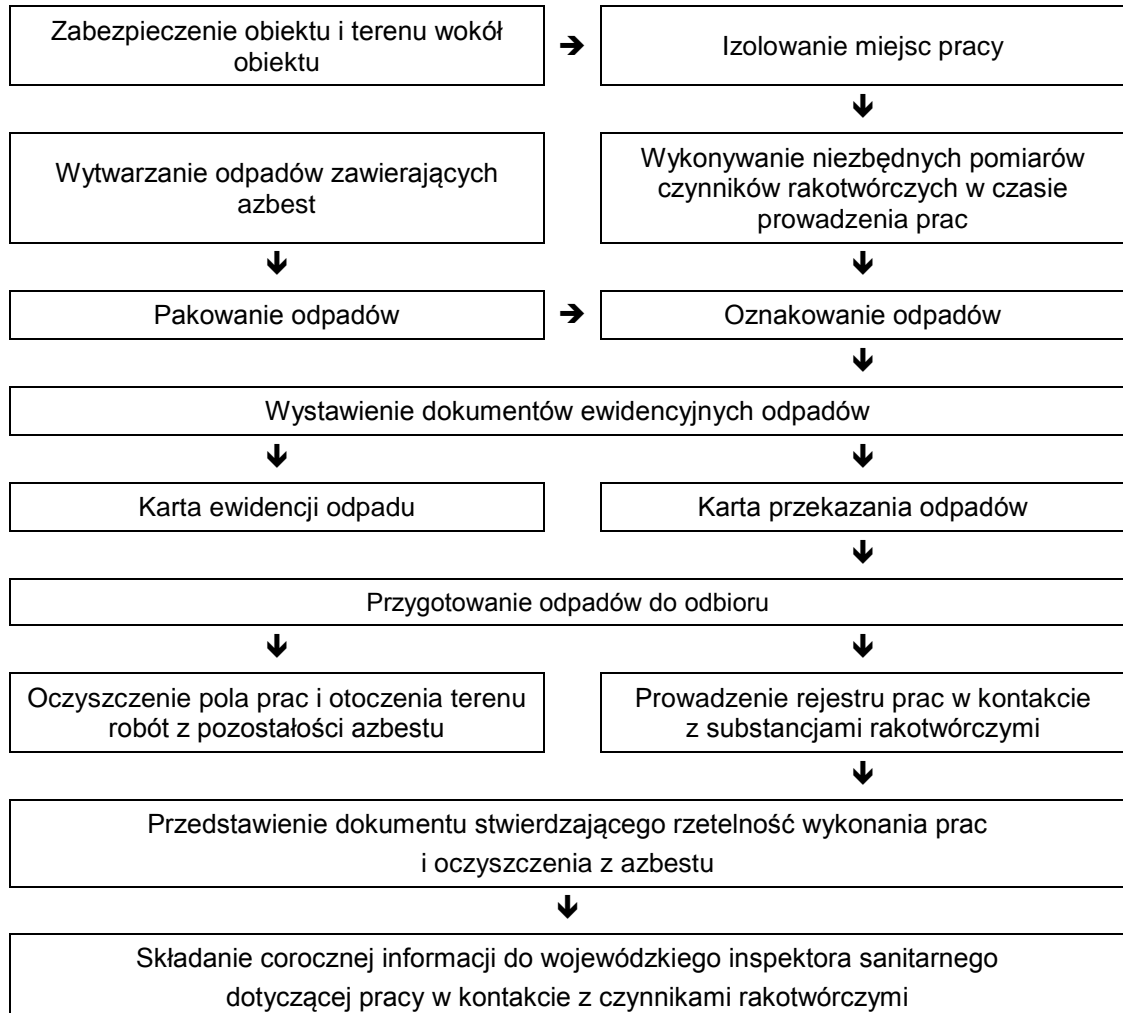 Zabezpieczenie obiektu i terenu wokół
obiektu
➔
Izolowanie miejsc pracy
🡻
Wytwarzanie odpadów zawierających
azbest
Wykonywanie niezbędnych pomiarów
czynników rakotwórczych w czasie
prowadzenia prac
🡻
🡻
Pakowanie odpadów
➔
Oznakowanie odpadów
🡻
Wystawienie dokumentów ewidencyjnych odpadów
🡻
🡻
Karta ewidencji odpadu
Karta przekazania odpadów
🡻
Przygotowanie odpadów do odbioru
🡻
🡻
Oczyszczenie pola prac i otoczenia terenu
robót z pozostałości azbestu
Prowadzenie rejestru prac w kontakcie
z substancjami rakotwórczymi
🡻
Przedstawienie dokumentu stwierdzającego rzetelność wykonania prac
i oczyszczenia z azbestu
🡻
Składanie corocznej informacji do wojewódzkiego inspektora sanitarnego
dotyczącej pracy w kontakcie z czynnikami rakotwórczymi